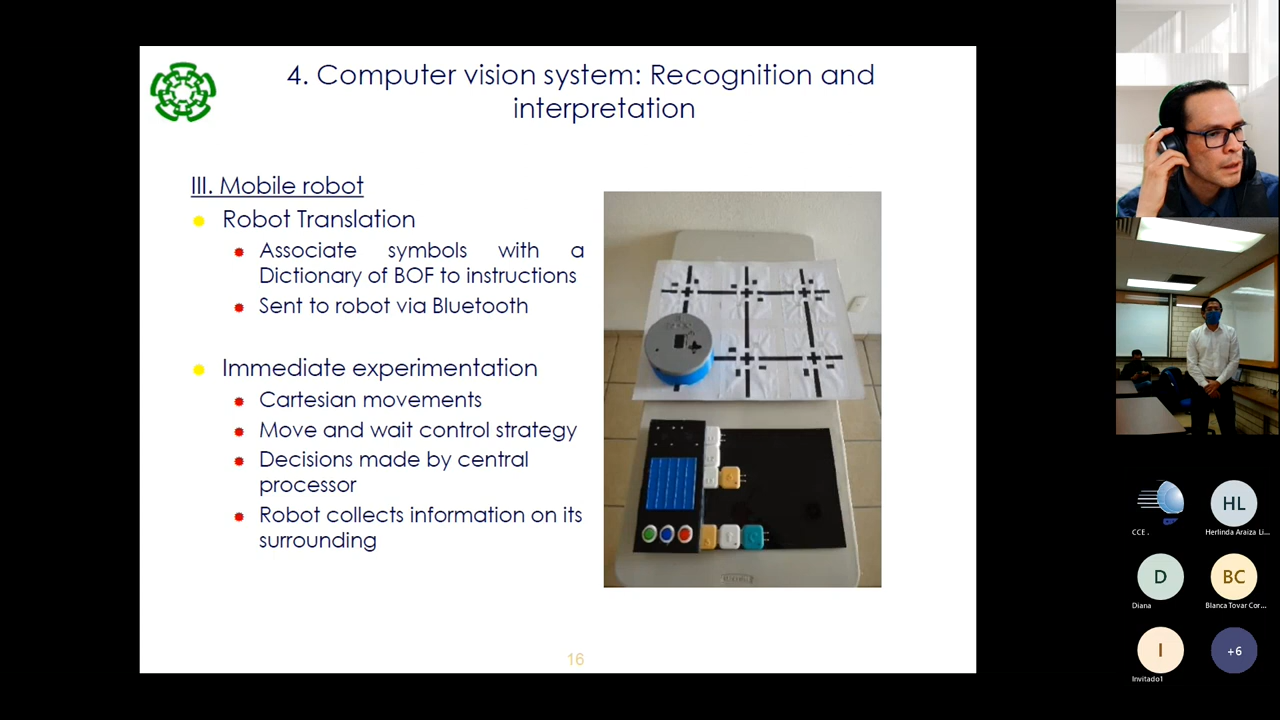 4. Computer vision system: Recognition and
interpretation
III. Mobile robot
Robot Translation
Associate symbols with a
Dictionary of BOF to instructions
Sent to robot via Bluetooth
Immediate experimentation
Cartesian movements
Move and wait control strategy
Decisions made by central
processor
Robot collects information on its
surrounding
16
CCE .
HL
Herlinda Araiza Li...
D
Diana
BC
Blanca Tovar Cor...
I
Invitado1
+6